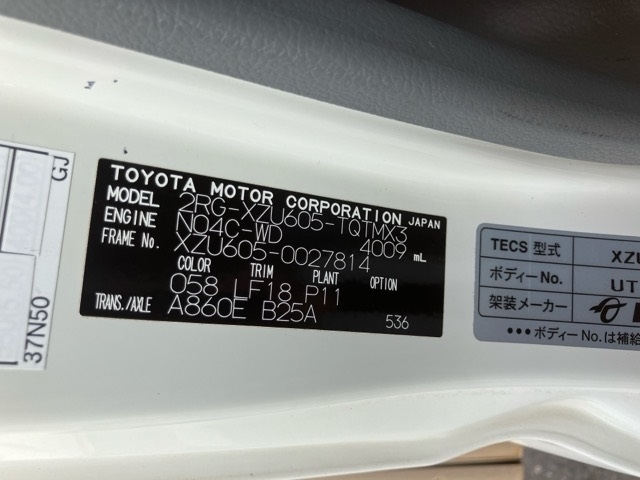 TOYOTA MOTOR CORPORATION JAPAN
MODEL 2RG-XZU605-TQTMX3
ENGINE N04C-WD 4009 mL
FRAME No. XZU605-0027814
COLOR TRIM PLANT OPTION
058 LF18 P11
TRANS./AXLE A860E B25A 536
GJ
37N50
TECS 型式 XZU
ボディーNo. UT
架装メーカー
●●●ボディーNo.は補給